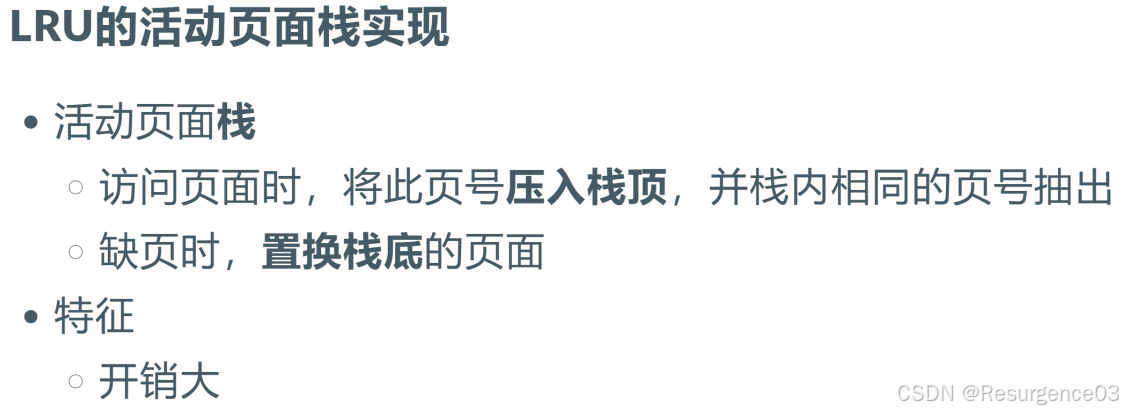 LRU的活动页面栈实现
活动页面栈
访问页面时，将此页号压入栈顶，并栈内相同的页号抽出
缺页时，置换栈底的页面
特征
开销大
CSDN @Resurgence03